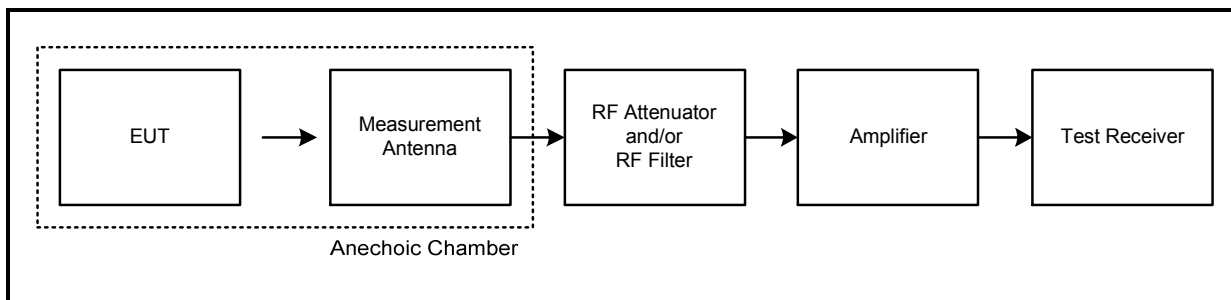 EUT
Measurement
Antenna
RF Attenuator
and/or
RF Filter
Amplifier
Test Receiver
Anechoic Chamber